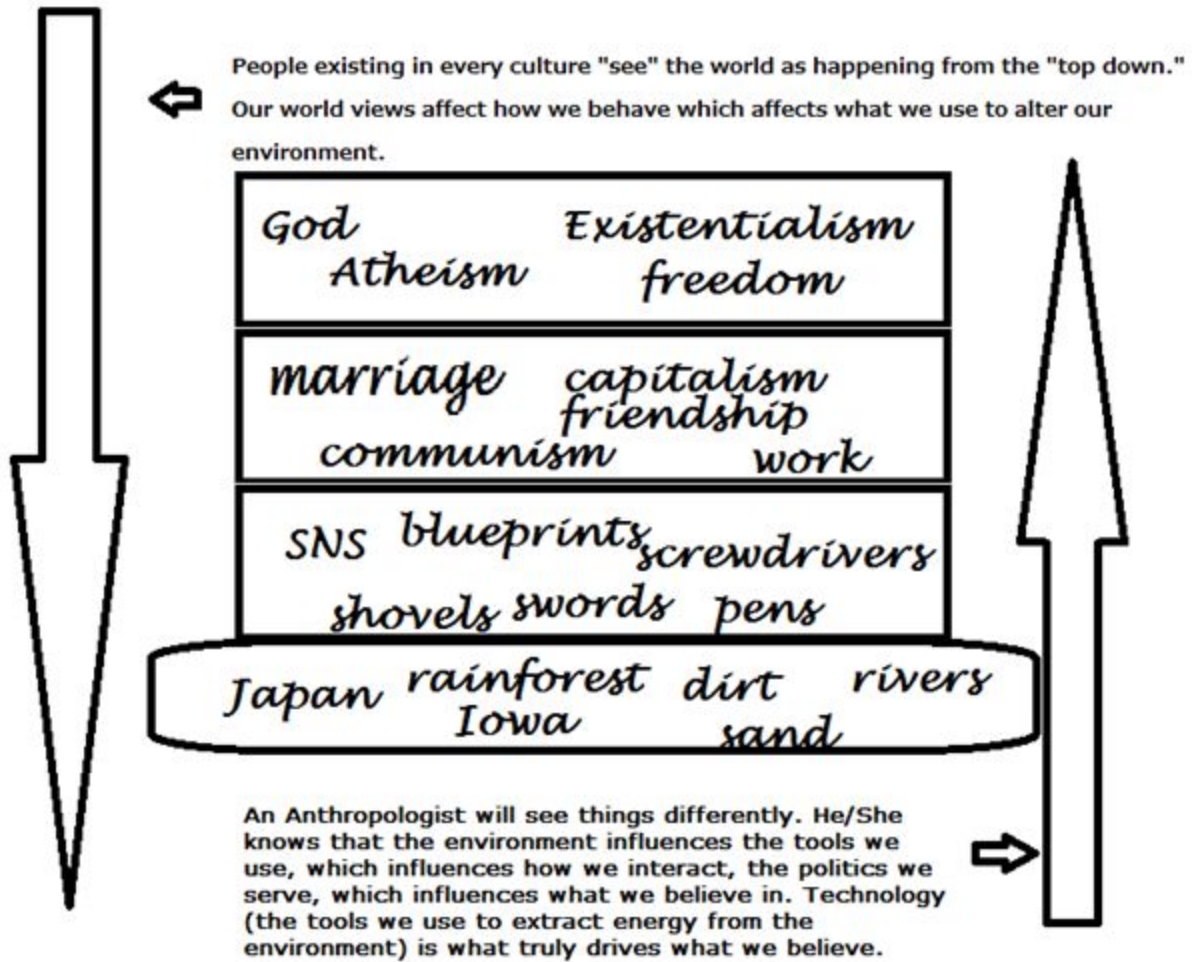 People existing in every culture "see" the world as happening from the "top down."
Our world views affect how we behave which affects what we use to alter our
environment.
God Existentialism
Atheism freedom
marriage capitalism
friendship
communism work
SNS blueprints screwdrivers
shovels swords pens
Japan rainforest dirt rivers
Iowa sand
An Anthropologist will see things differently. He/She
knows that the environment influences the tools we
use, which influences how we interact, the politics we
serve, which influences what we believe in. Technology
(the tools we use to extract energy from the
environment) is what truly drives what we believe.